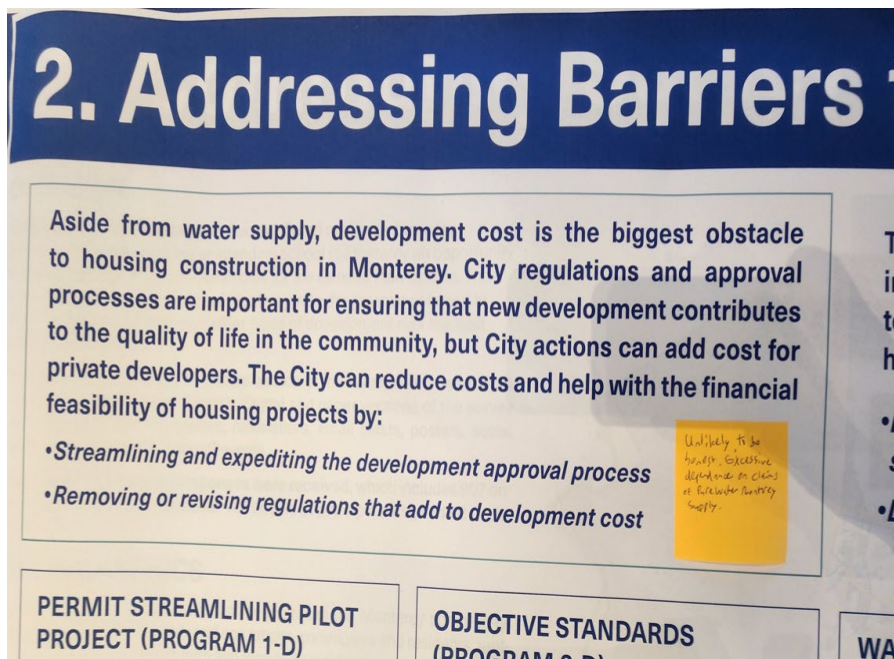 2. Addressing Barriers
Aside from water supply, development cost is the biggest obstacle
to housing construction in Monterey. City regulations and approval
processes are important for ensuring that new development contributes
to the quality of life in the community, but City actions can add cost for
private developers. The City can reduce costs and help with the financial
feasibility of housing projects by:
•Streamlining and expediting the development approval process
•Removing or revising regulations that add to development cost
Unlikely to be
honest. Excessive
dependence on claims
of PureWater Monterey
Supply.
PERMIT STREAMLINING PILOT
PROJECT (PROGRAM 1-D)
OBJECTIVE STANDARDS
(PROGRAM
WA